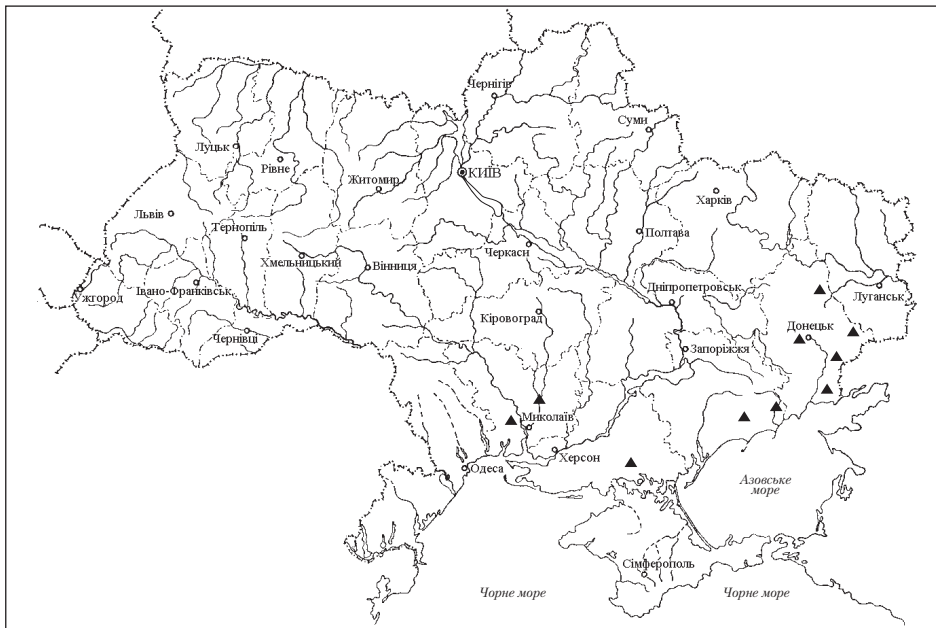 Чернігів
Суми
Луцьк
Рівне
КИЇВ
Житомир
Харків
Львів
Тернопіль
Полтава
Черкаси
Хмельницький
Вінниця
Ужгород
Івано-Франківськ
Дніпропетровськ
Луганськ
Кіровоград
Донецьк
Чернівці
Запоріжжя
Миколаїв
Херсон
Одеса
Азовське
море
Сімферополь
Чорне море
Чорне море